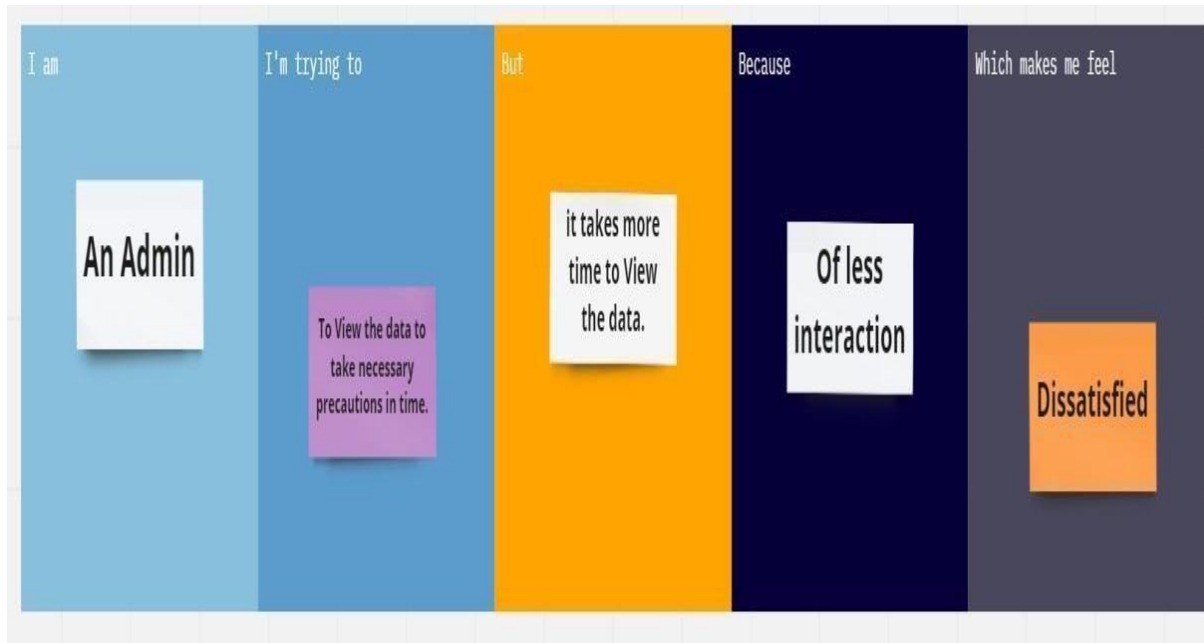 I am
An Admin
I'm trying to
To View the data to
take necessary
precautions in time.
But
it takes more
time to View
the data.
Because
Of less
interaction
Which makes me feel
Dissatisfied